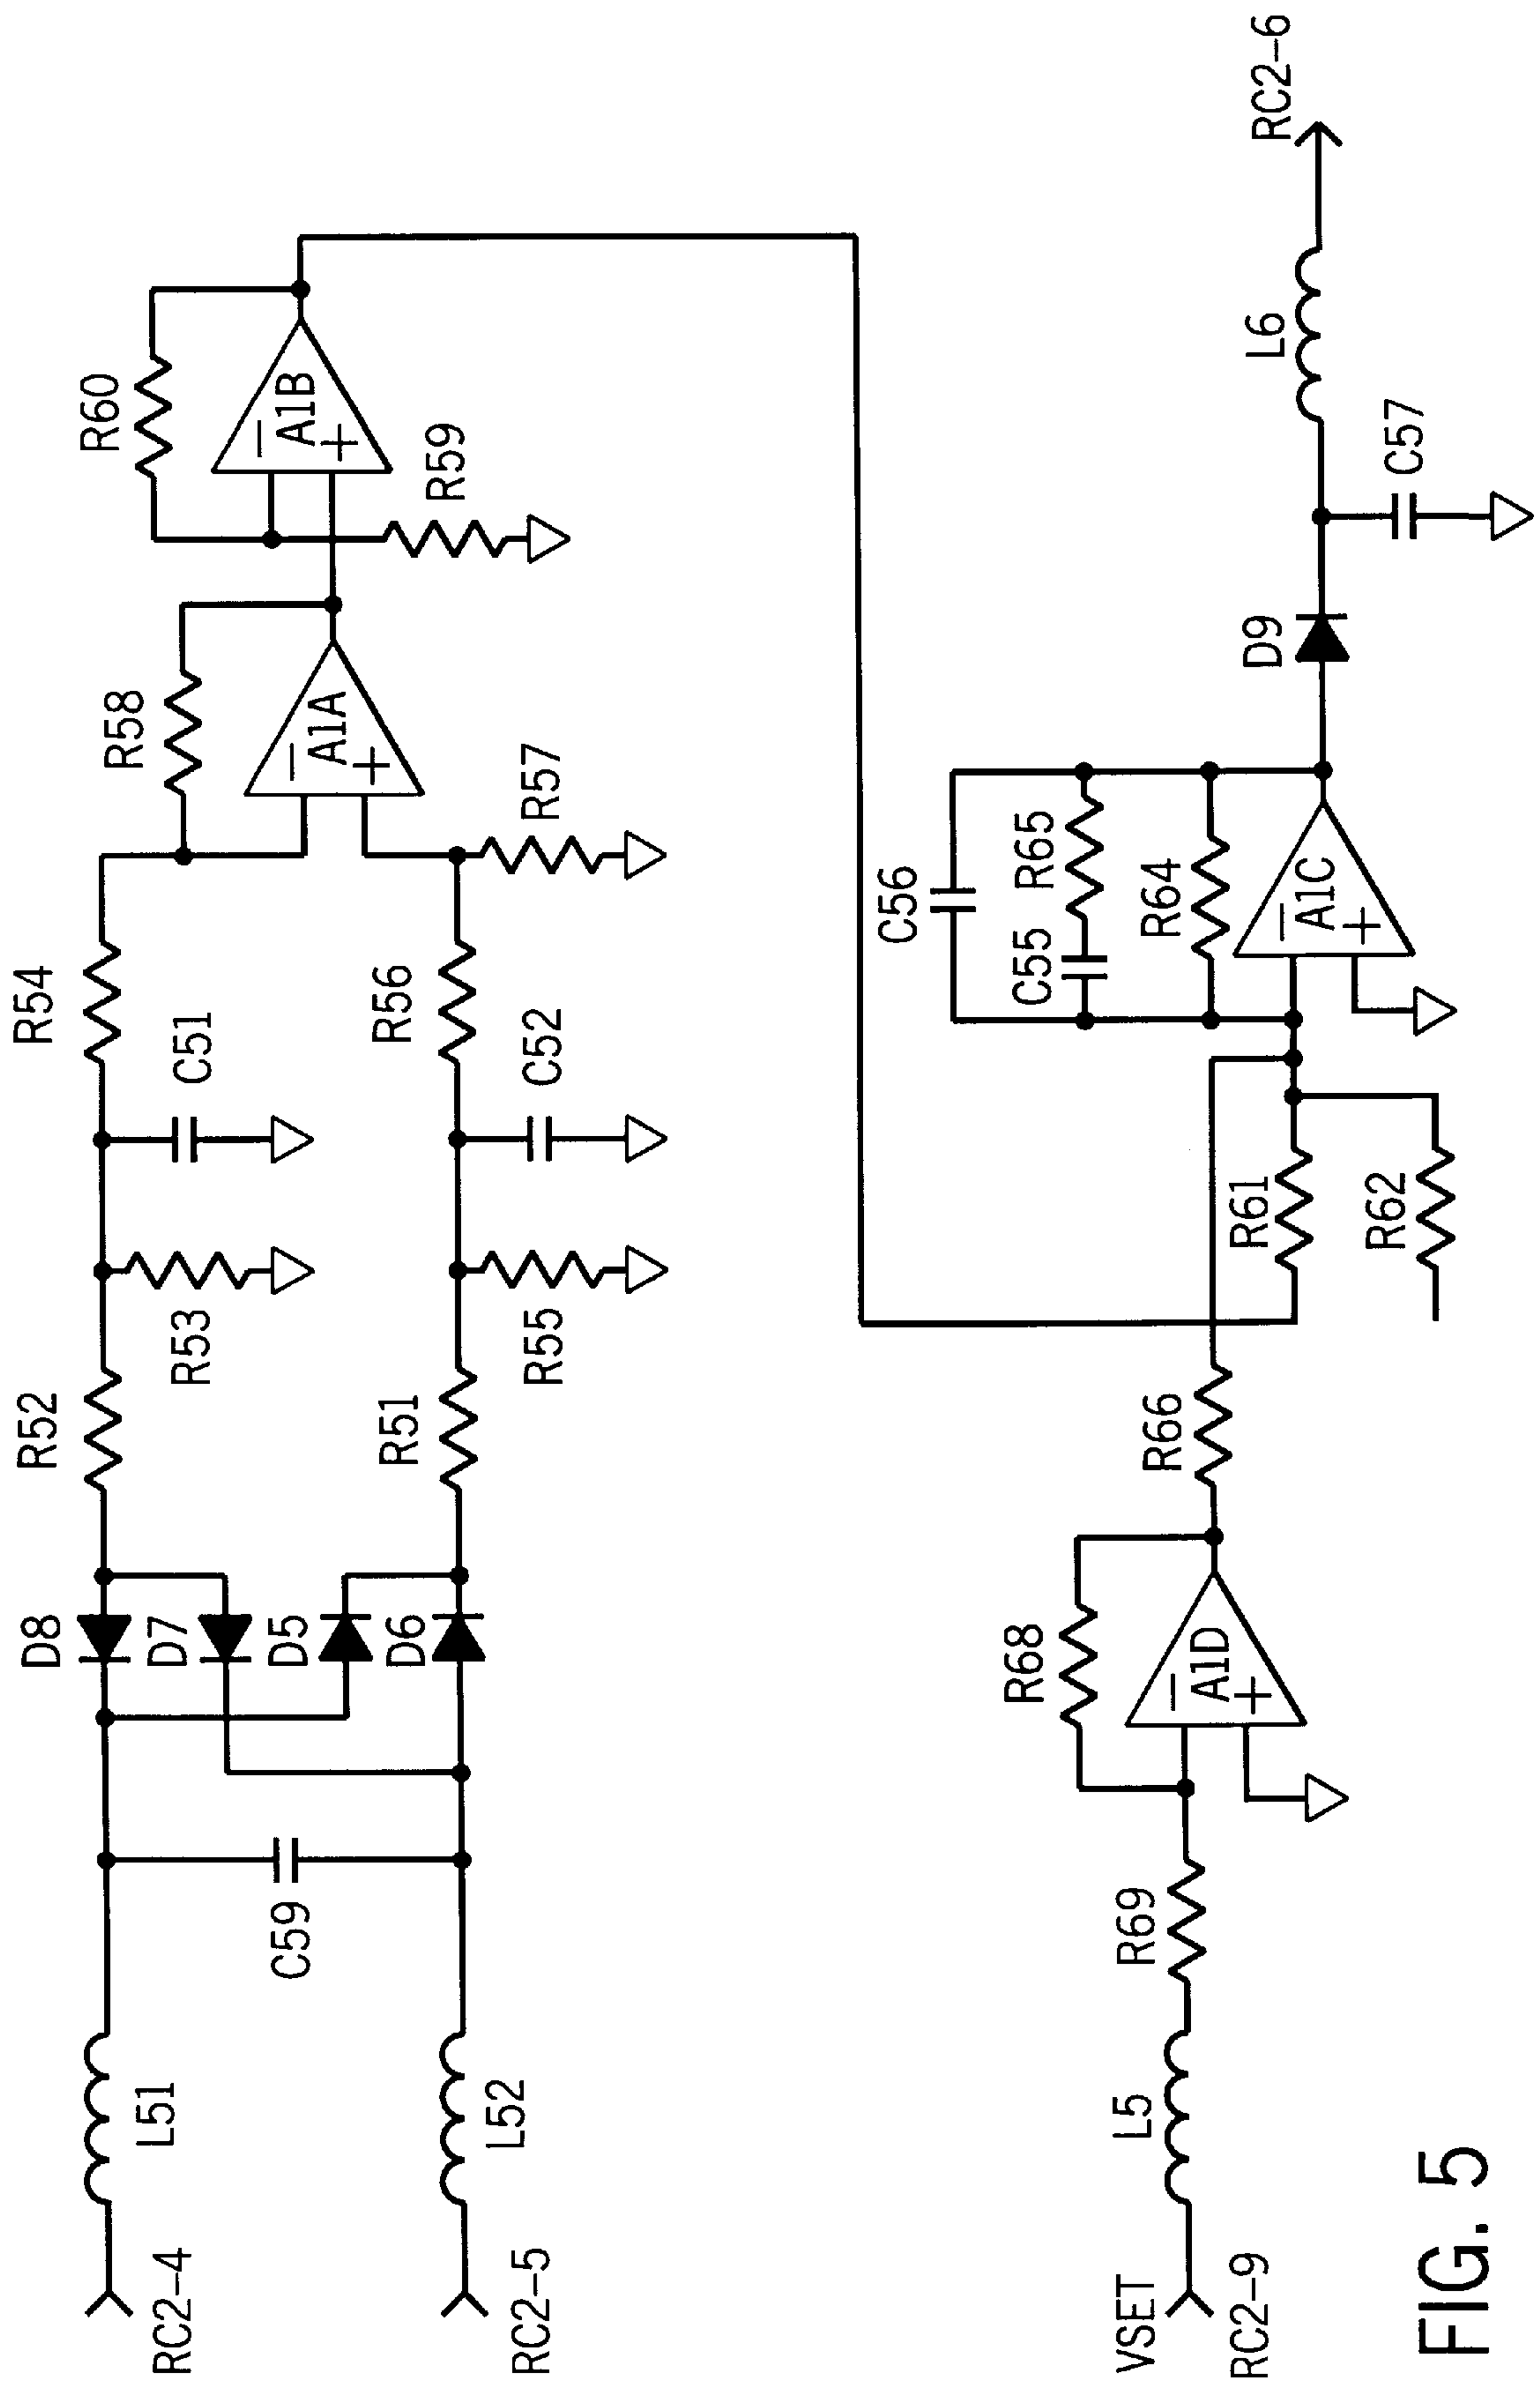 RC2-4
L51
C59
D8
D7
D5
D6
R52
R53
C51
R54
R58
A1A
R60
A1B
R59
RC2-5
L52
R51
R55
C52
R56
R57
VSET
RC2-9
L5
R69
R68
A1D
R66
R61
R62
C56
C55
R65
R64
A1C
D9
C57
L6
RC2-6
− + − + − + − +
FIG. 5